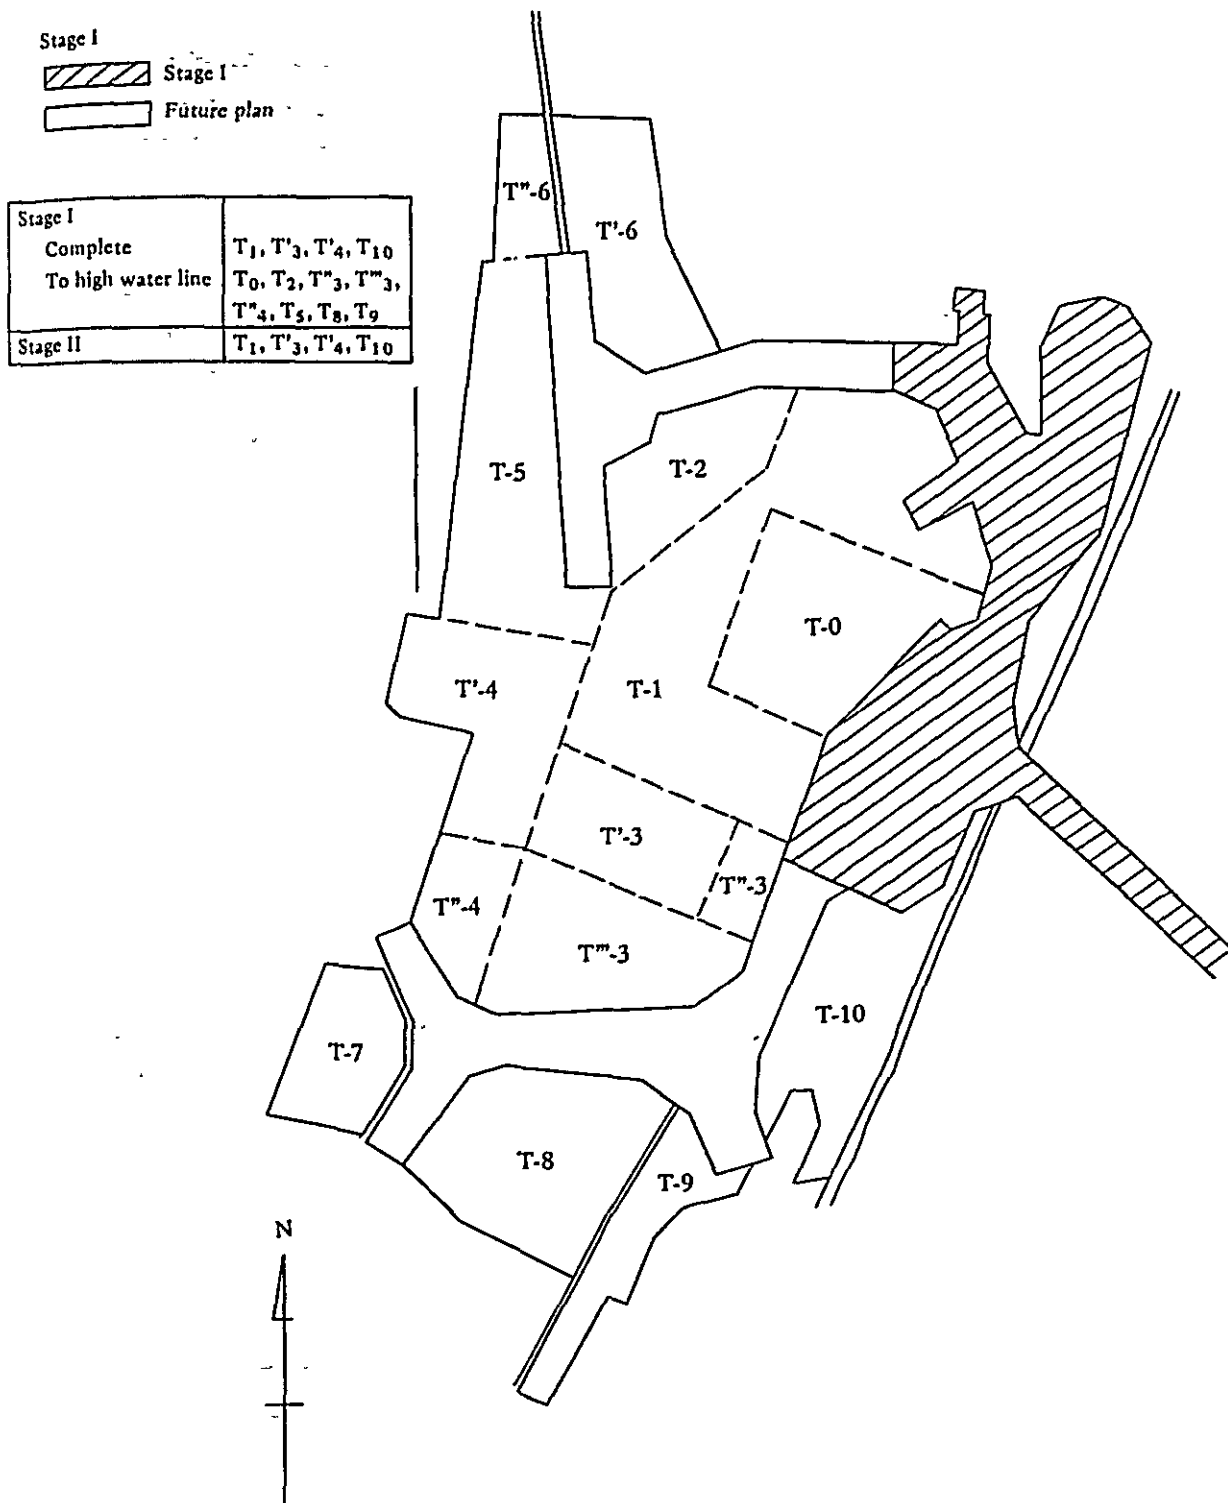 Stage I
Stage I
Future plan
Stage I
Complete T₁, T'₃, T'₄, T₁₀
To high water line T₀, T₂, T"₃, T'"₃,
T"₄, T₅, T₈, T₉
Stage II T₁, T'₃, T'₄, T₁₀
T"-6
T'-6
T-5
T-2
T-0
T'-4
T-1
T'-3
T"-3
T"-4
T'"-3
T-10
T-7
T-8
T-9
N